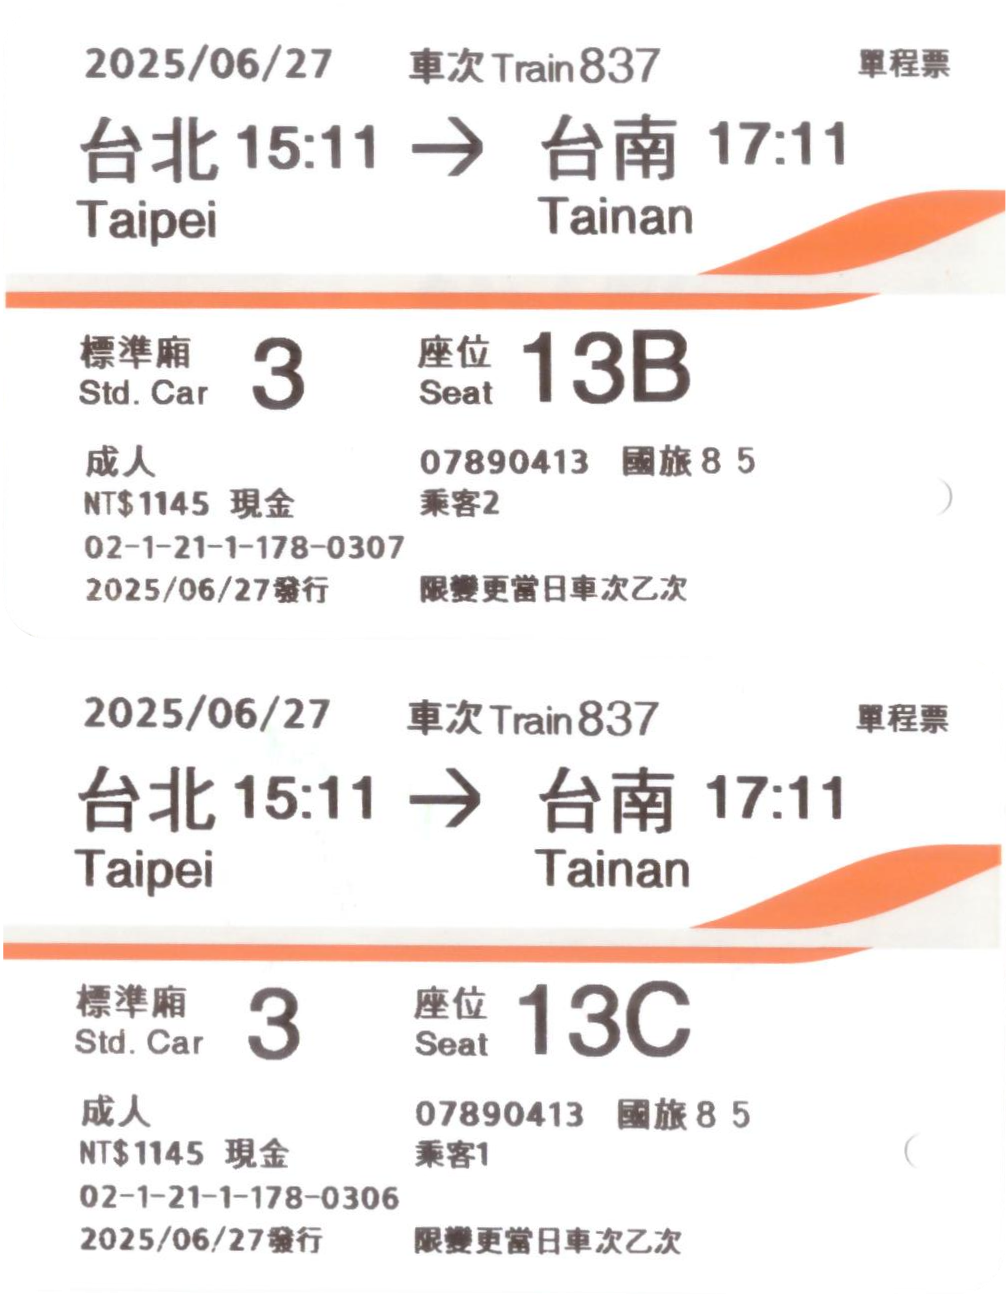 2025/06/27 車次 Train 837 單程票
台北 15:11 → 台南 17:11
Taipei Tainan
標準廂 3 座位 13B
Std. Car Seat
成人 07890413 國旅85
NT$1145 現金 乘客2
02-1-21-1-178-0307
2025/06/27發行 限變更當日車次乙次
2025/06/27 車次 Train 837 單程票
台北 15:11 → 台南 17:11
Taipei Tainan
標準廂 3 座位 13C
Std. Car Seat
成人 07890413 國旅85
NT$1145 現金 乘客1
02-1-21-1-178-0306
2025/06/27發行 限變更當日車次乙次